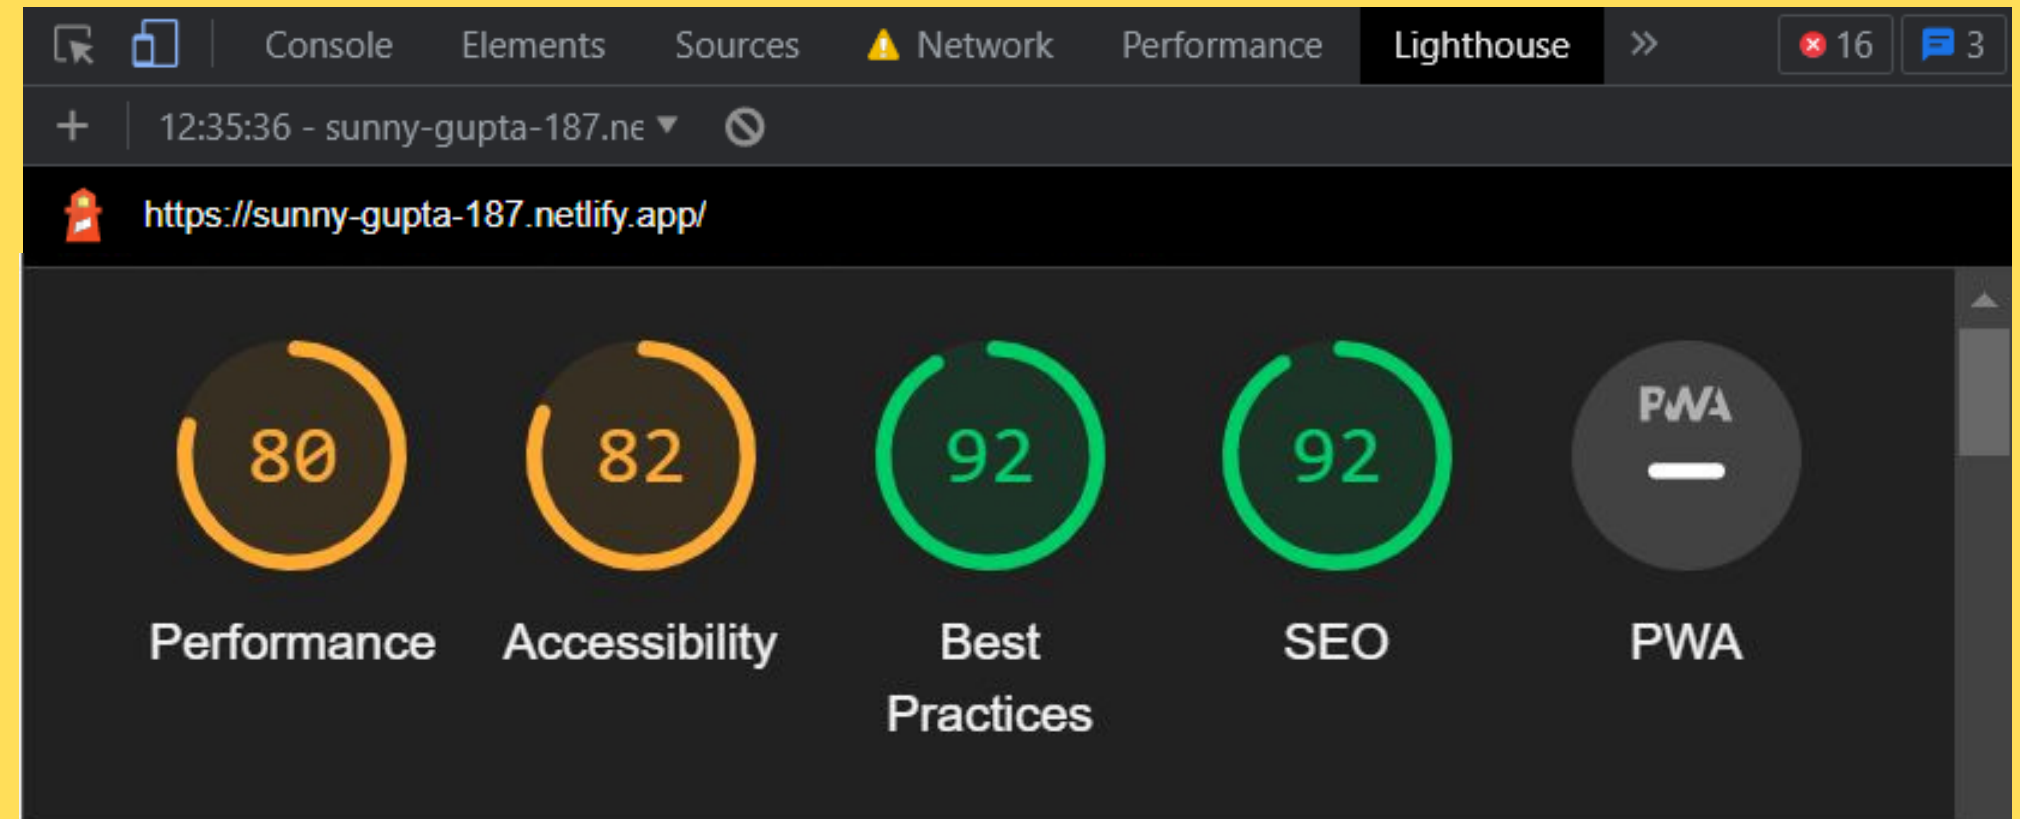 Console Elements Sources Network Performance Lighthouse » 16 3
+ 12:35:36 - sunny-gupta-187.ne
https://sunny-gupta-187.netlify.app/
80 82 92 92 PWA
Performance Accessibility Best SEO PWA
Practices